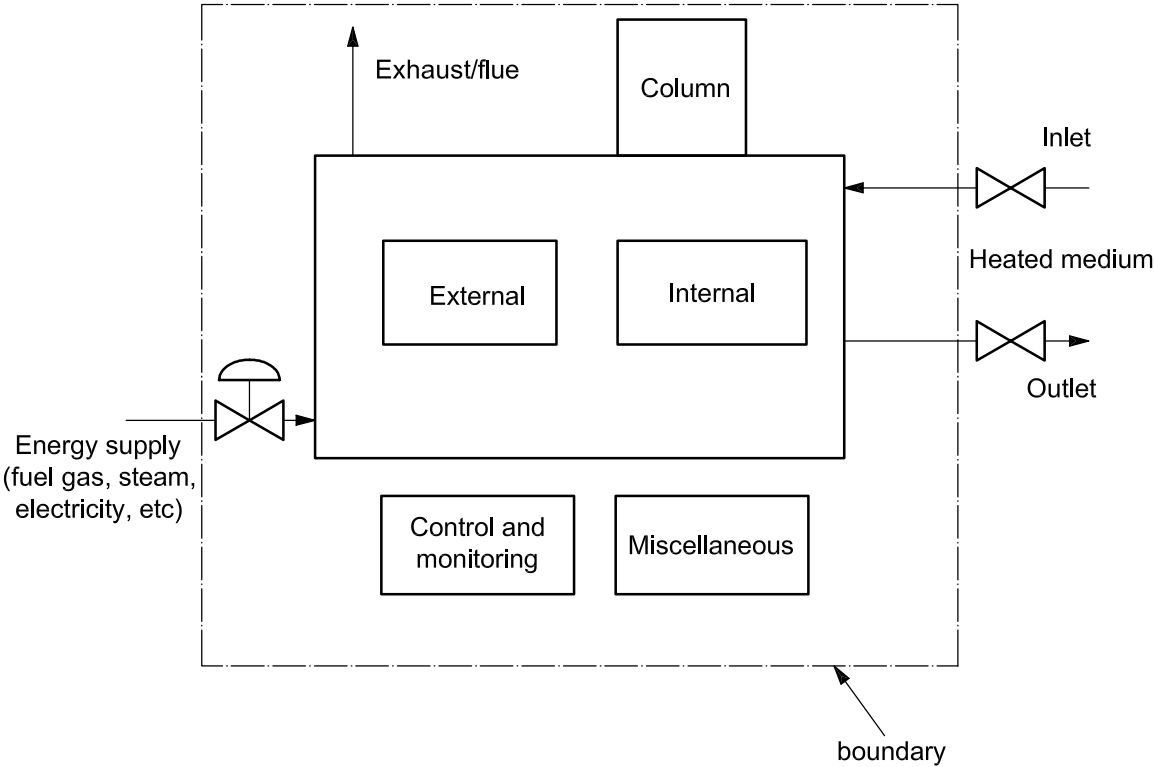 Exhaust/flue
Column
Inlet
Heated medium
Outlet
External
Internal
Energy supply
(fuel gas, steam,
electricity, etc)
Control and
monitoring
Miscellaneous
boundary